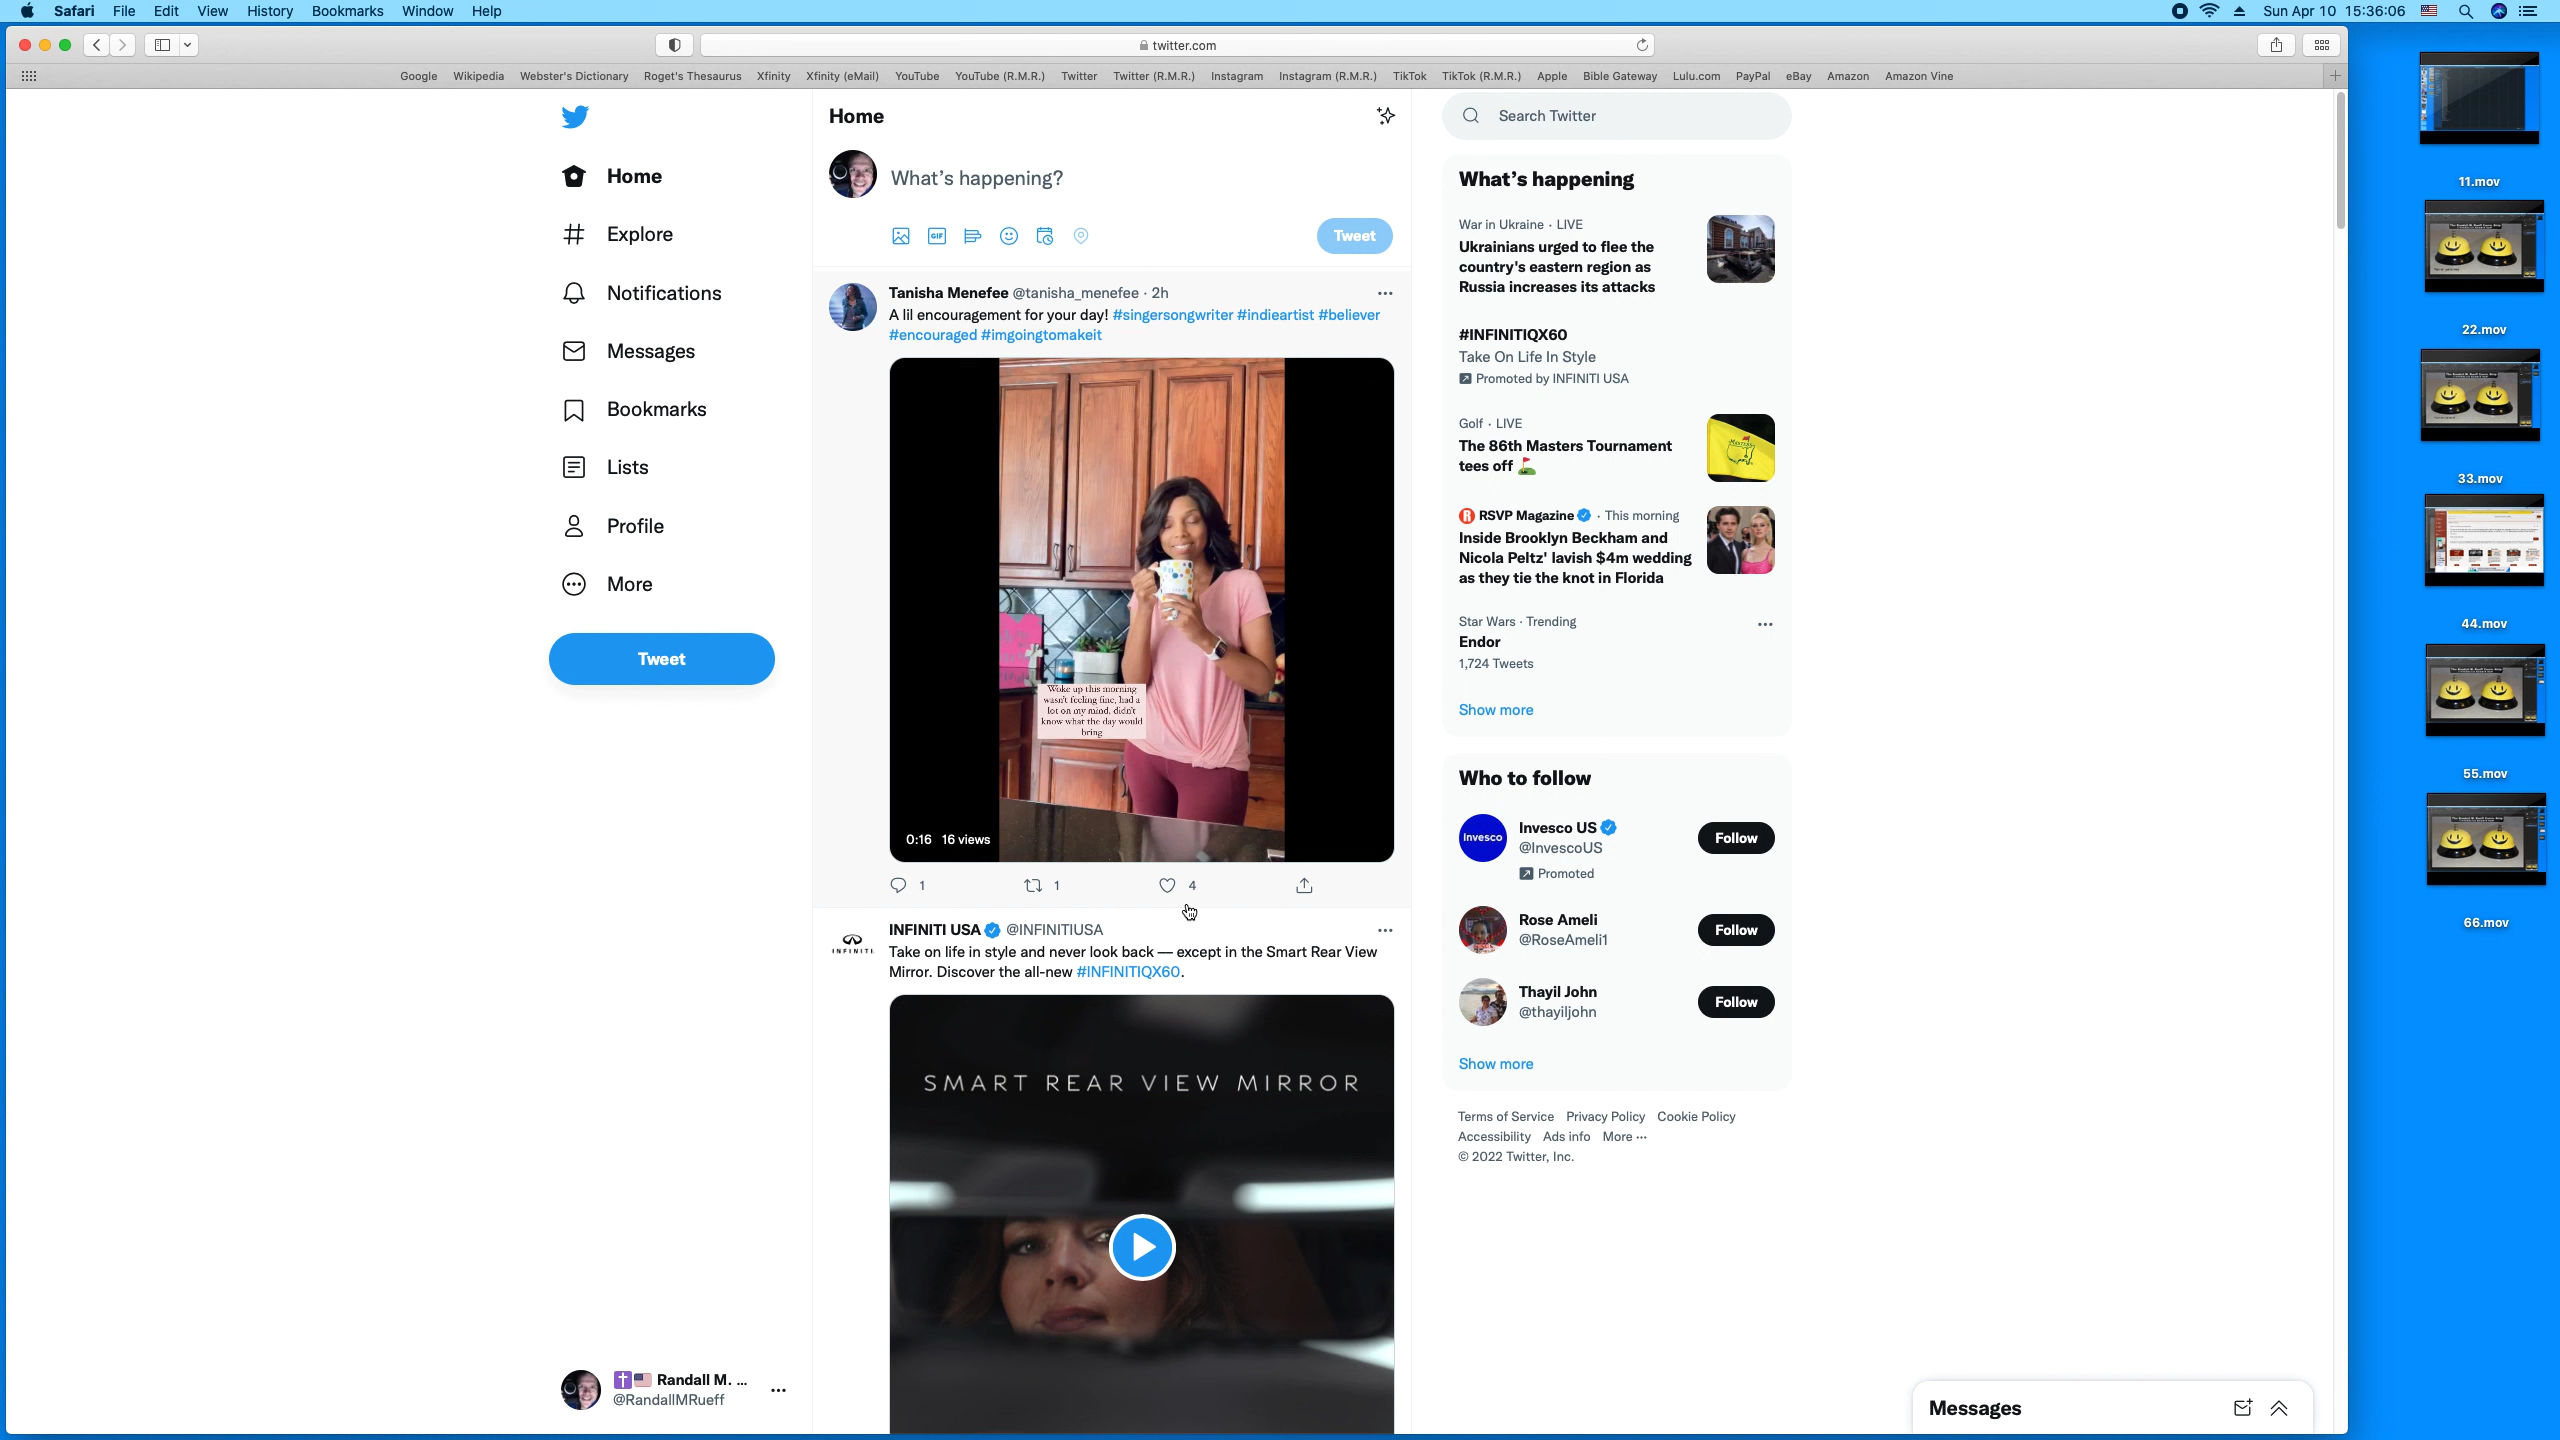 Safari File Edit View History Bookmarks Window Help
Sun Apr 10 15:36:06
twitter.com
Google Wikipedia Webster's Dictionary Roget's Thesaurus Xfinity Xfinity (eMail) YouTube YouTube (R.M.R.) Twitter Twitter (R.M.R.) Instagram Instagram (R.M.R.) TikTok TikTok (R.M.R.) Apple Bible Gateway Lulu.com PayPal eBay Amazon Amazon Vine
Home
Explore
Notifications
Messages
Bookmarks
Lists
Profile
More
Tweet
Randall M. ...
@RandallMRueff
Home
What's happening?
GIF
Tweet
Tanisha Menefee @tanisha_menefee · 2h
A lil encouragement for your day! #singersongwriter #indieartist #believer
#encouraged #imgoingtomakeit
Woke up this morning
wasn't feeling fine, had a
lot on my mind, didn't
know what the day would
bring
0:16 16 views
1 1 4
INFINITI
INFINITI USA @INFINITIUSA
Take on life in style and never look back — except in the Smart Rear View
Mirror. Discover the all-new #INFINITIQX60.
SMART REAR VIEW MIRROR
Search Twitter
What's happening
War in Ukraine · LIVE
Ukrainians urged to flee the
country's eastern region as
Russia increases its attacks
#INFINITIQX60
Take On Life In Style
Promoted by INFINITI USA
Golf · LIVE
The 86th Masters Tournament
tees off
RSVP Magazine · This morning
Inside Brooklyn Beckham and
Nicola Peltz' lavish $4m wedding
as they tie the knot in Florida
Star Wars · Trending
Endor
1,724 Tweets
Show more
Who to follow
Invesco
Invesco US
@InvescoUS
Promoted
Follow
Rose Ameli
@RoseAmeli1
Follow
Thayil John
@thayiljohn
Follow
Show more
Terms of Service Privacy Policy Cookie Policy
Accessibility Ads info More ···
© 2022 Twitter, Inc.
Messages
11.mov
22.mov
33.mov
44.mov
55.mov
66.mov